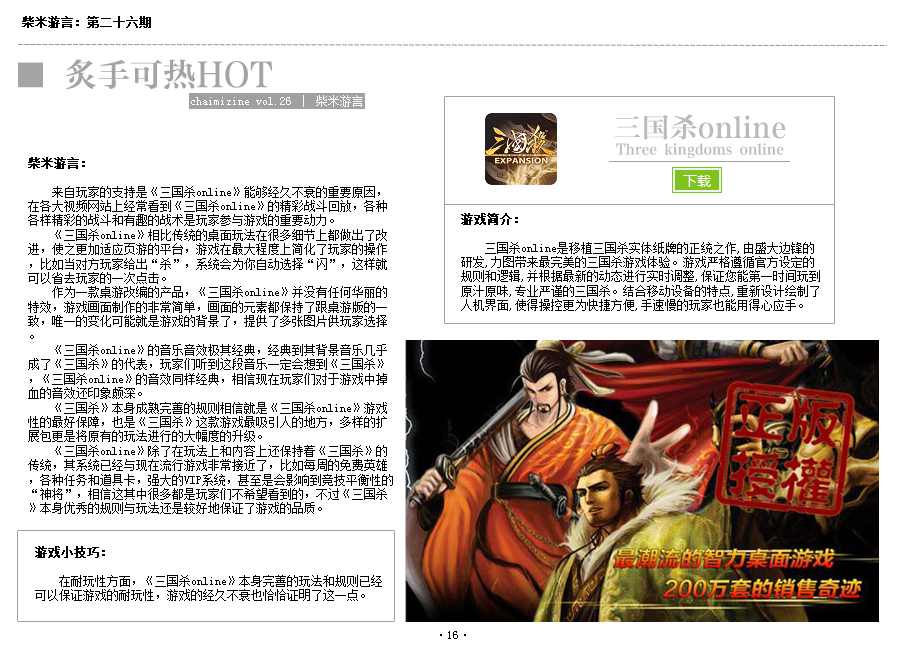 柴米游言：第二十六期
炙手可热HOT
chaimizine vol.26 | 柴米游言
柴米游言：
来自玩家的支持是《三国杀online》能够经久不衰的重要原因，
在各大视频网站上经常看到《三国杀online》的精彩战斗回放，各种
各样精彩的战斗和有趣的战术是玩家参与游戏的重要动力。
《三国杀online》相比传统的桌面玩法在很多细节上都做出了改
进，使之更加适应页游的平台，游戏在最大程度上简化了玩家的操作
，比如当对方玩家给出“杀”，系统会为你自动选择“闪”，这样就
可以省去玩家的一次点击。
作为一款桌游改编的产品，《三国杀online》并没有任何华丽的
特效，游戏画面制作的非常简单，画面的元素都保持了跟桌游版的一
致，唯一的变化可能就是游戏的背景了，提供了多张图片供玩家选择
。
《三国杀online》的音乐音效极其经典，经典到其背景音乐几乎
成了《三国杀》的代表，玩家们听到这段音乐一定会想到《三国杀》
，《三国杀online》的音效同样经典，相信现在玩家们对于游戏中掉
血的音效还印象颇深。
《三国杀》本身成熟完善的规则相信就是《三国杀online》游戏
性的最好保障，也是《三国杀》这款游戏最吸引人的地方，多样的扩
展包更是将原有的玩法进行的大幅度的升级。
《三国杀online》除了在玩法上和内容上还保持着《三国杀》的
传统，其系统已经与现在流行游戏非常接近了，比如每周的免费英雄
，各种任务和道具卡，强大的VIP系统，甚至是会影响到竞技平衡性的
“神将”，相信这其中很多都是玩家们不希望看到的，不过《三国杀
》本身优秀的规则与玩法还是较好地保证了游戏的品质。
游戏小技巧：
在耐玩性方面，《三国杀online》本身完善的玩法和规则已经
可以保证游戏的耐玩性，游戏的经久不衰也恰恰证明了这一点。
三國殺
EXPANSION
三国杀online
Three kingdoms online
下载
游戏简介：
三国杀online是移植三国杀实体纸牌的正统之作，由盛大边锋的
研发，力图带来最完美的三国杀游戏体验。游戏严格遵循官方设定的
规则和逻辑，并根据最新的动态进行实时调整，保证您能第一时间玩到
原汁原味，专业严谨的三国杀。结合移动设备的特点，重新设计绘制了
人机界面，使得操控更为快捷方便，手速慢的玩家也能用得心应手。
正版
授權
最潮流的智力桌面游戏
200万套的销售奇迹
·16·